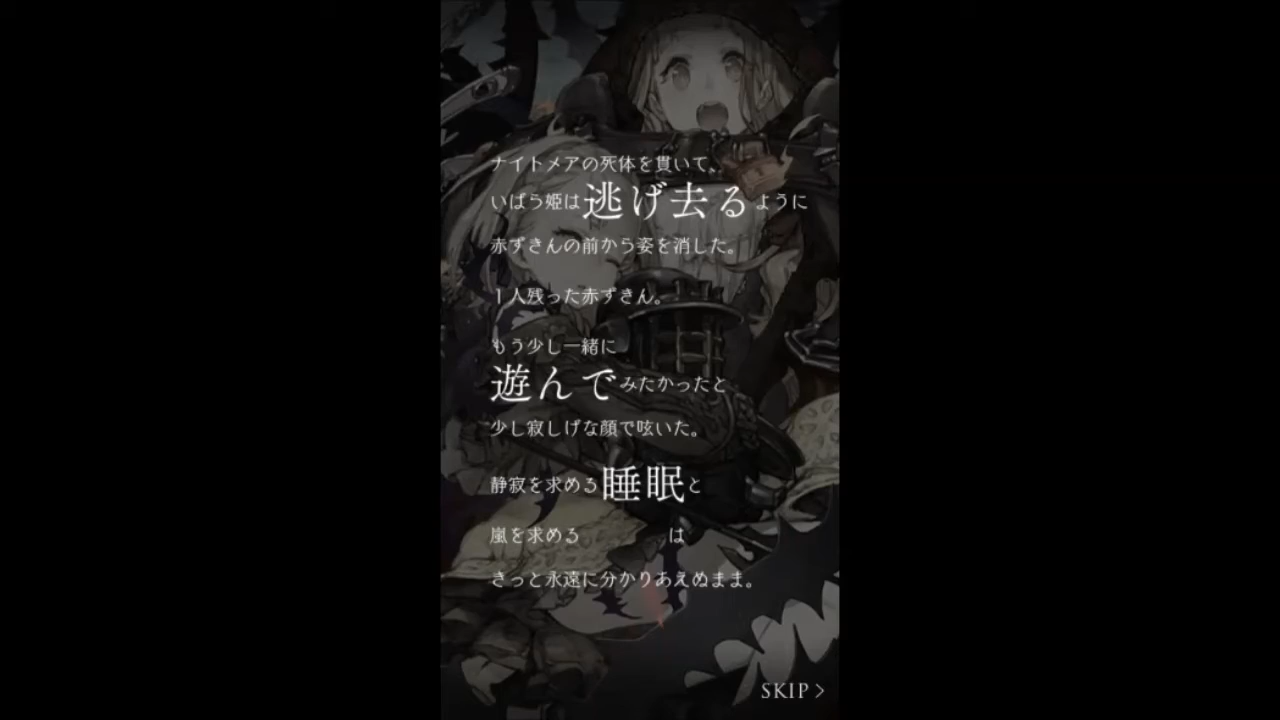 ナイトメアの死体を貫いて、
いばら姫は逃げ去るように
赤ずきんの前から姿を消した。
1人残った赤ずきん。
もう少し一緒に
遊んでみたかったと
少し寂しげな顔で呟いた。
静寂を求める睡眠と
嵐を求める　　　は
きっと永遠に分かりあえぬまま。
SKIP >